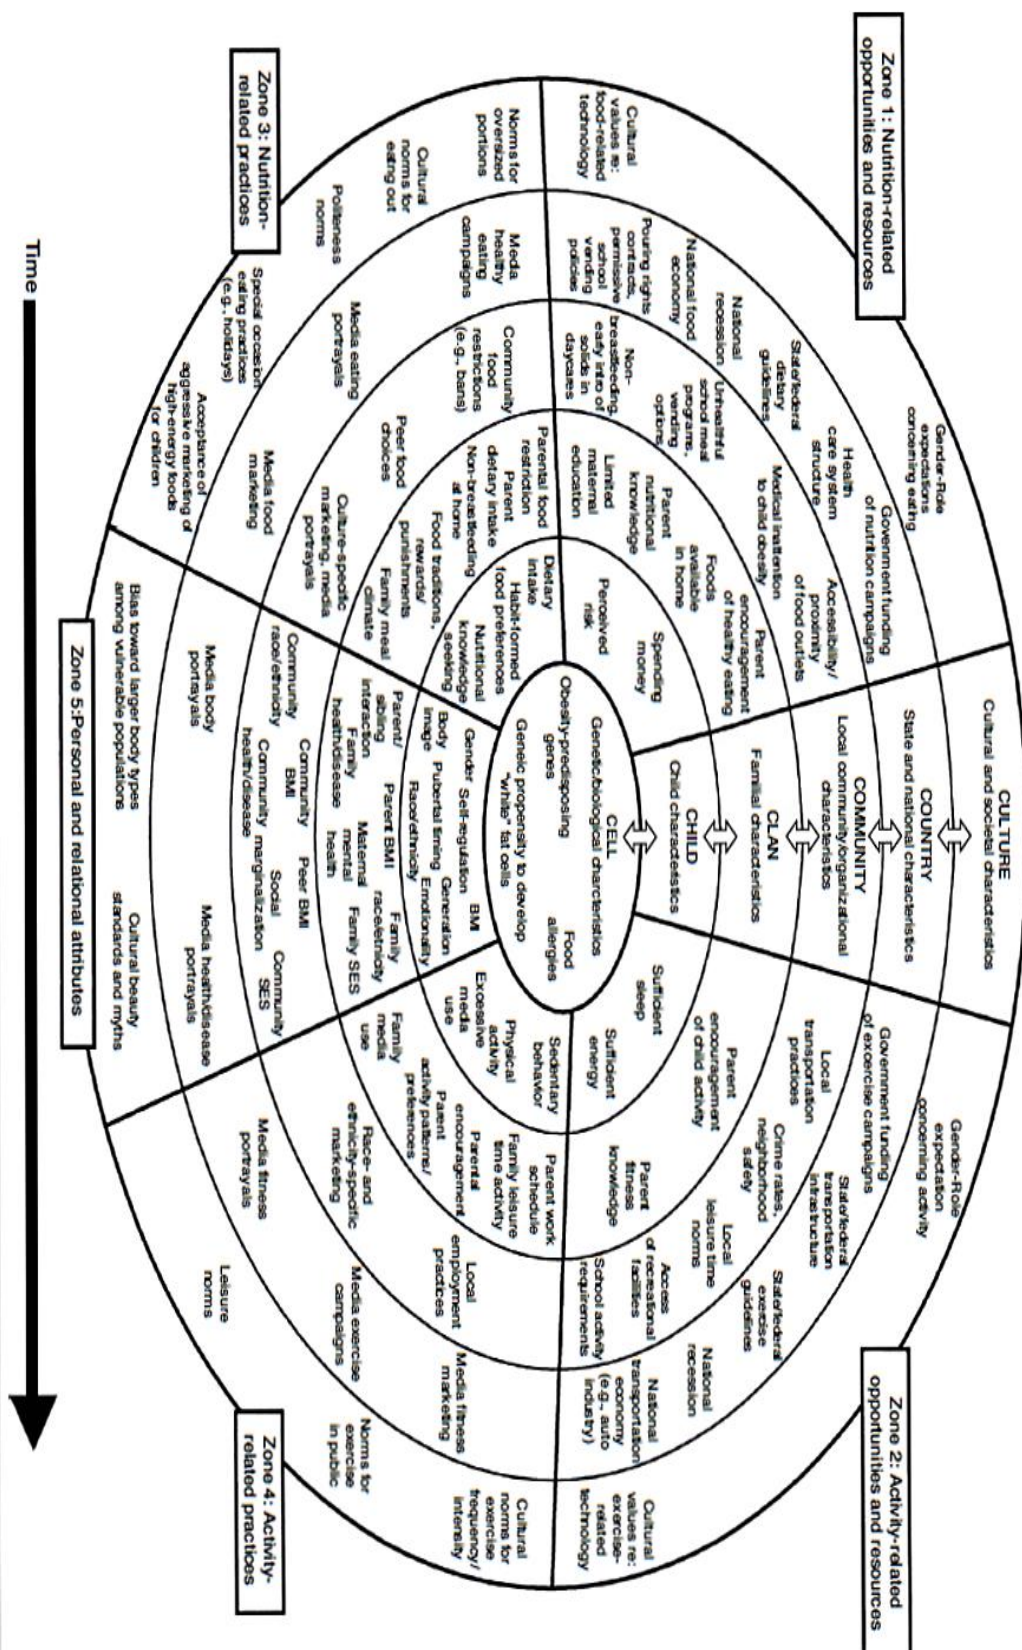 Zone 1: Nutrition-related
opportunities and resources
Cultural
values re:
food-related
technology
Gender-Role
expectations
concerning eating
Pouring rights
contracts,
permissive
school
vending
policies
National food
economy
National
recession
State/federal
dietary
guidelines
Health
care system
structure
Government funding
of nutrition campaigns
Non-
breastfeeding,
early intro of
solids in
daycares
Unhealthful
school meal
programs,
vending
options
Medical inattention
to child obesity
Accessibility/
proximity
of food outlets
Limited
maternal
education
Parent
nutritional
knowledge
Foods
available
in home
Parent
encouragement
of healthy eating
Perceived
risk
Spending
money
CULTURE
Cultural and societal characteristics
COUNTRY
State and national characteristics
COMMUNITY
Local community/organizational
characteristics
CLAN
Familial characteristics
CHILD
Child characteristics
CELL
Genetic/biological charcteristics
Obesity-predisposing
genes
Food
allergies
Geneic propensity to develop
"white" fat cells
Zone 2: Activity-related
opportunities and resources
Gender-Role
expectation
concerning activity
Cultural
values re:
exercise-
related
technology
Government funding
of excercise campaigns
State/federal
transportation
infrastructure
State/federal
exercise
guidelines
National
recession
National
transportation
economy
(e.g., auto
industry)
Local
transportation
practices
Crime rates,
neighborhood
safety
Local
leisure time
norms
Access
of recreational
facilities
School activity
requirements
Parent
encouragement
of child activity
Parent
fitness
knowledge
Sufficient
sleep
Sufficient
energy
Zone 3: Nutrition-
related practices
Norms for
oversized
portions
Cultural
norms for
eating out
Politeness
norms
Special occasion
eating practices
(e.g., holidays)
Acceptance of
aggressive marketing of
high-energy foods
for children
Media
healthy
eating
campaigns
Media eating
portrayals
Media food
marketing
Community
food
restrictions
(e.g., bans)
Peer food
choices
Culture-specific
marketing, media
portrayals
Parental food
restriction
Parent
dietary intake
Non-breastfeeding
at home
Food traditions,
rewards/
punishments
Family meal
climate
Dietary
intake
Habit-formed
food preferences
Nutritional
knowledge
seeking
Zone 5:Personal and relational attributes
Body
image
Gender
Self-regulation
BMI
Pubertal timing
Generation
Race/ethnicity
Emotionality
Parent/
sibling
interaction
Parent BMI
Family
race/etnicity
Family
health/disease
Maternal
mental
health
Family SES
Community
race/ethnicity
Community
BMI
Peer BMI
Community
health/disease
Social
marginalization
Community
SES
Media body
portrayals
Media health/disease
portrayals
Bias toward larger body types
among vulnerable populations
Cultural beauty
standards and myths
Zone 4: Activity-
related practices
Sedentary
behavior
Physical
activity
Excessive
media
use
Parent work
schedule
Family leisure
time activity
Parental
encouragement
Parent
activity patterns/
preferences
Family
media
use
Local
employment
practices
Race- and
ethnicity-specific
marketing
Media fitness
marketing
Media exercise
campaigns
Media fitness
portrayals
Cultural
norms for
exercise
frequency/
intensity
Norms for
exercise
in public
Leisure
norms
Time